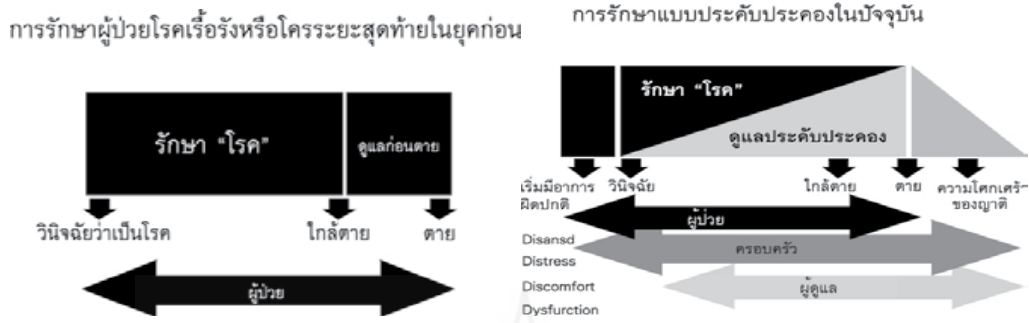 การรักษาผู้ป่วยโรคเรื้อรังหรือโครระยะสุดท้ายในยุคก่อน
รักษา “โรค”
ดูแลก่อนตาย
วินิจฉัยว่าเป็นโรค
ใกล้ตาย
ตาย
ผู้ป่วย
การรักษาแบบประคับประคองในปัจจุบัน
รักษา “โรค”
ดูแลประคับประคอง
เริ่มมีอาการ
ผิดปกติ
วินิจฉัย
ใกล้ตาย
ตาย
ความโศกเศร้า
ของญาติ
ผู้ป่วย
ครอบครัว
ผู้ดูแล
Disansd
Distress
Discomfort
Dysfurction